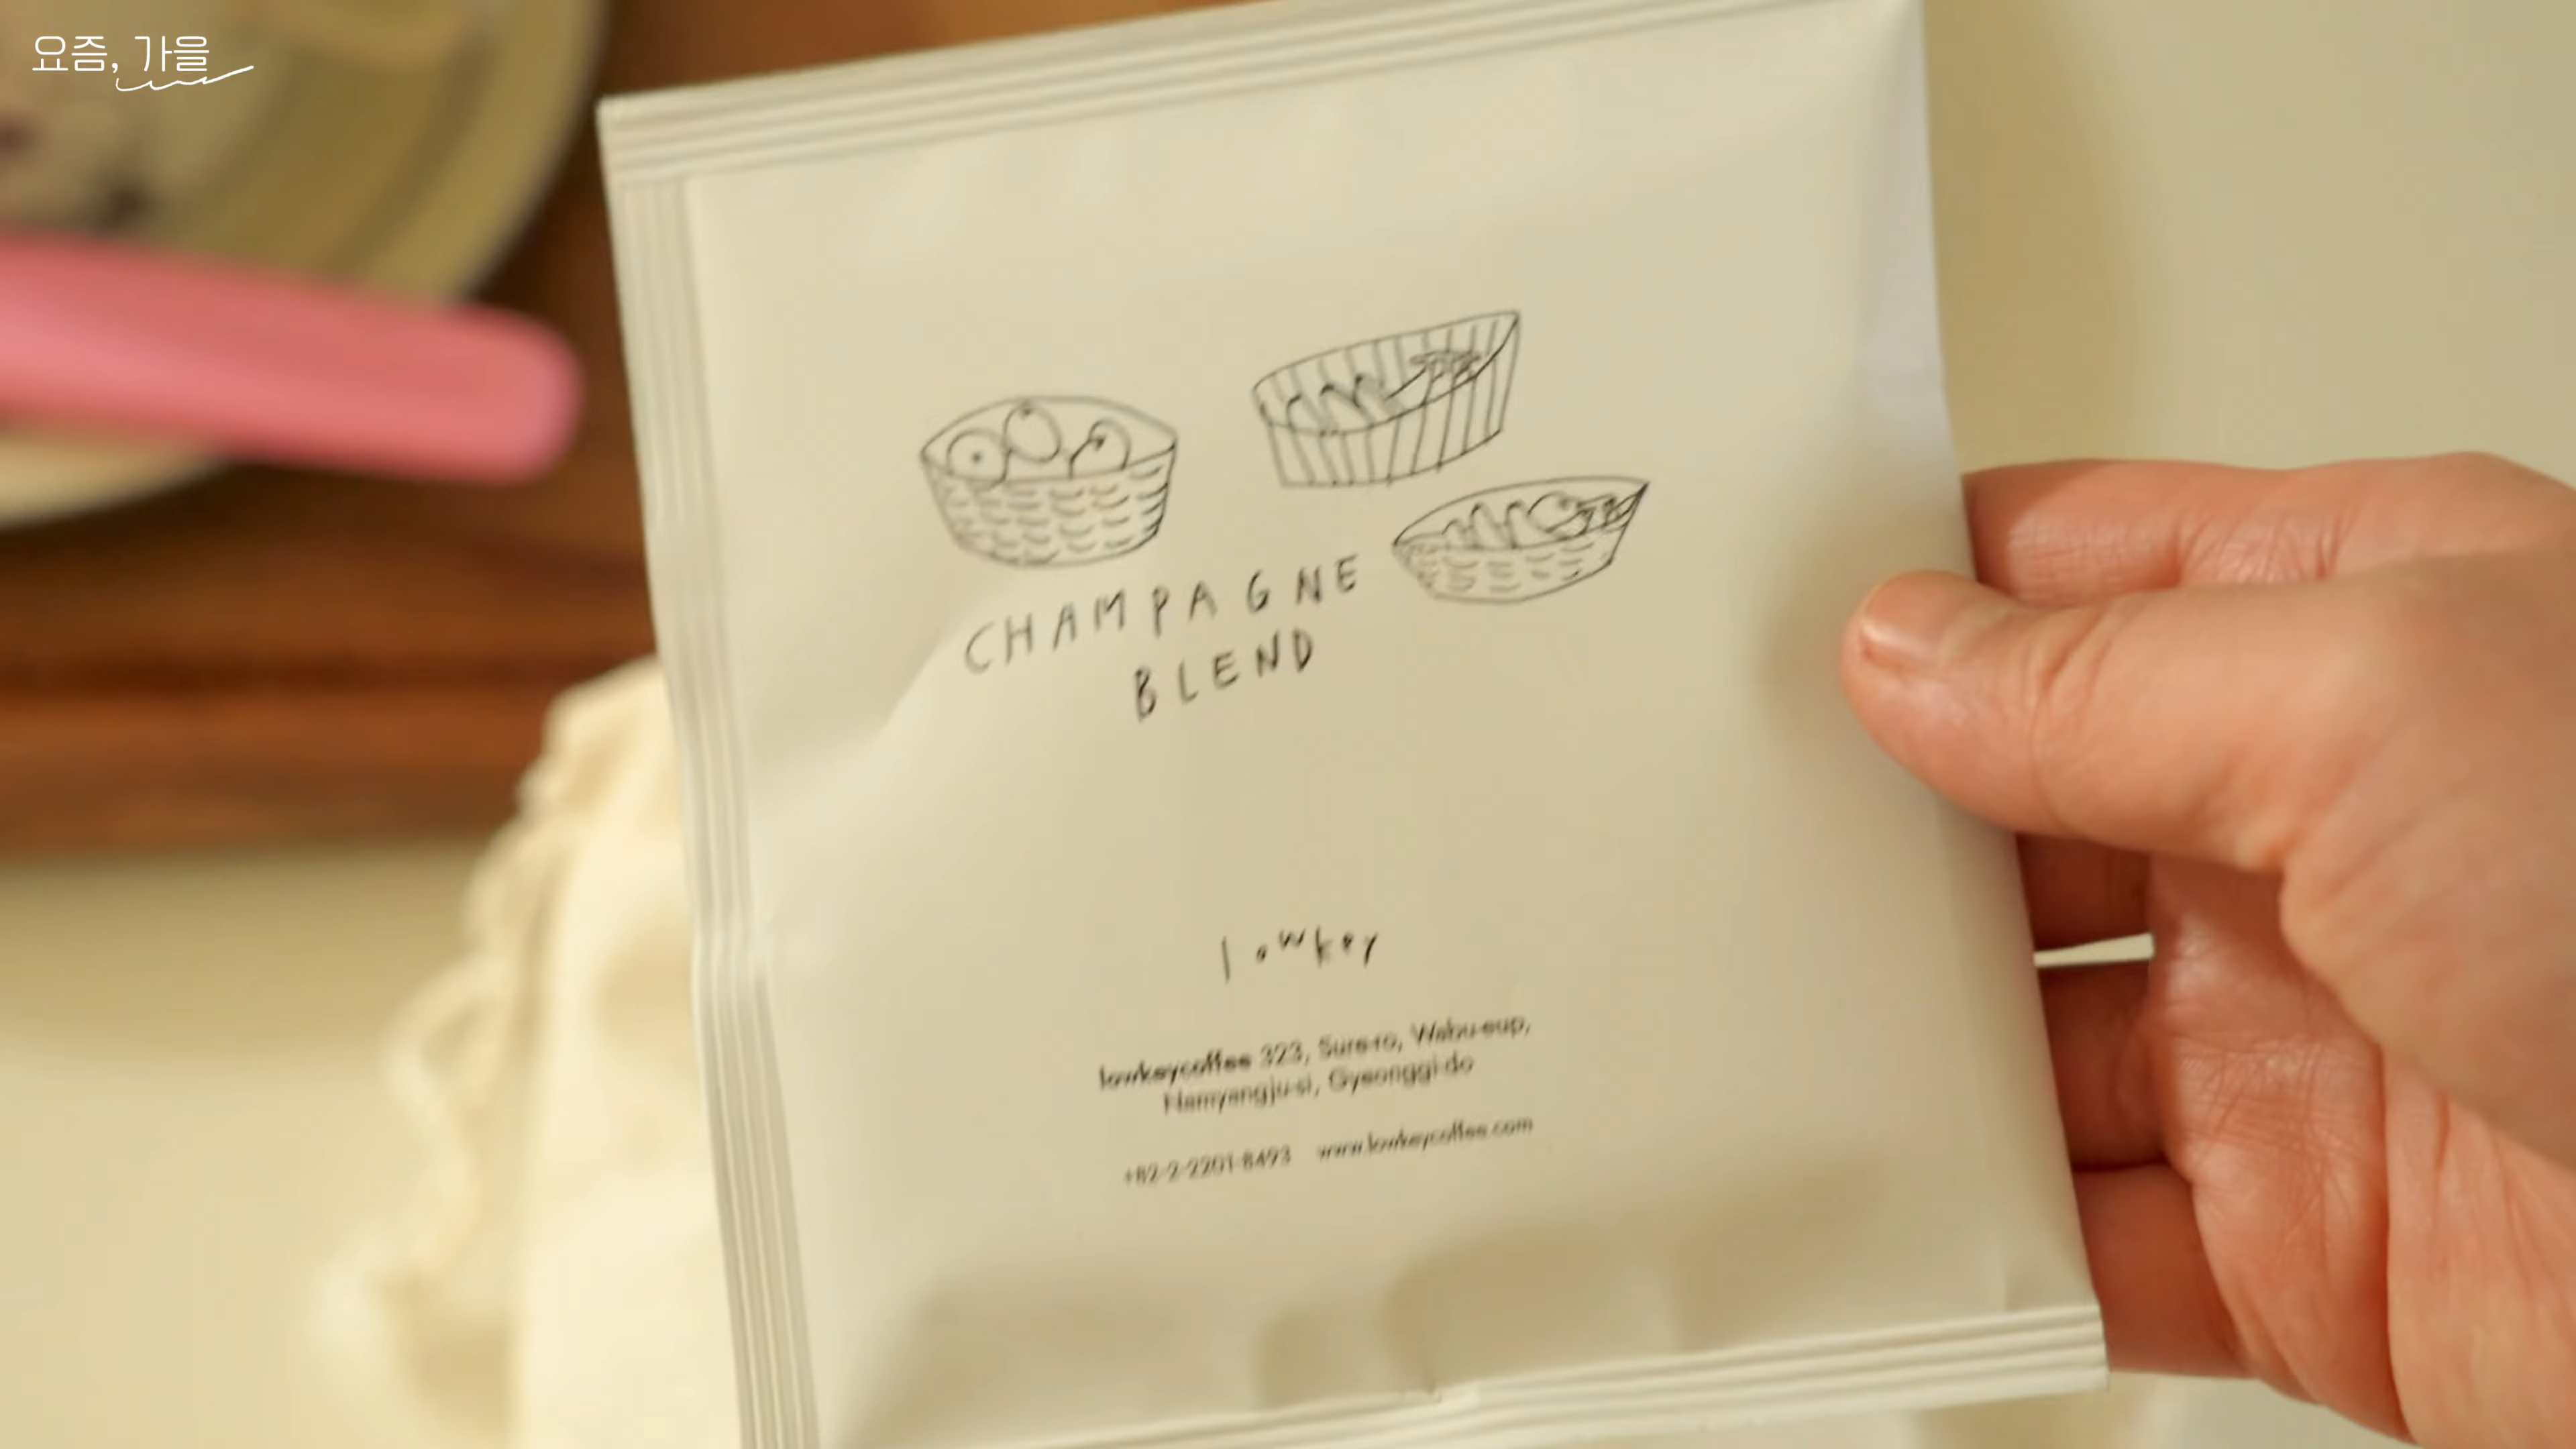 요즘, 가을
CHAMPAGNE
BLEND
lowkey
lowkeycoffee 323, Sure-ro, Wabu-eup,
Namyangju-si, Gyeonggi-do
+82-2-2201-8493 www.lowkeycoffee.com